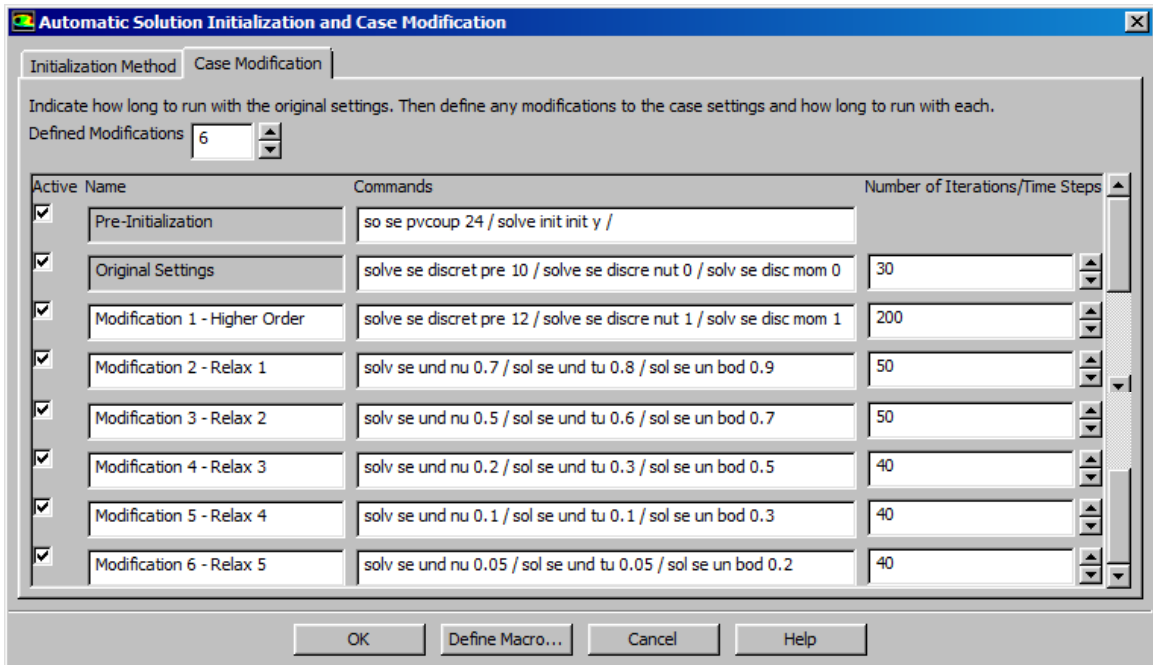 Automatic Solution Initialization and Case Modification
Initialization Method Case Modification
Indicate how long to run with the original settings. Then define any modifications to the case settings and how long to run with each.
Defined Modifications 6
Active Name Commands Number of Iterations/Time Steps
Pre-Initialization so se pvcoup 24 / solve init init y /
Original Settings solve se discret pre 10 / solve se discre nut 0 / solv se disc mom 0 30
Modification 1 - Higher Order solve se discret pre 12 / solve se discre nut 1 / solv se disc mom 1 200
Modification 2 - Relax 1 solv se und nu 0.7 / sol se und tu 0.8 / sol se un bod 0.9 50
Modification 3 - Relax 2 solv se und nu 0.5 / sol se und tu 0.6 / sol se un bod 0.7 50
Modification 4 - Relax 3 solv se und nu 0.2 / sol se und tu 0.3 / sol se un bod 0.5 40
Modification 5 - Relax 4 solv se und nu 0.1 / sol se und tu 0.1 / sol se un bod 0.3 40
Modification 6 - Relax 5 solv se und nu 0.05 / sol se und tu 0.05 / sol se un bod 0.2 40
OK Define Macro... Cancel Help